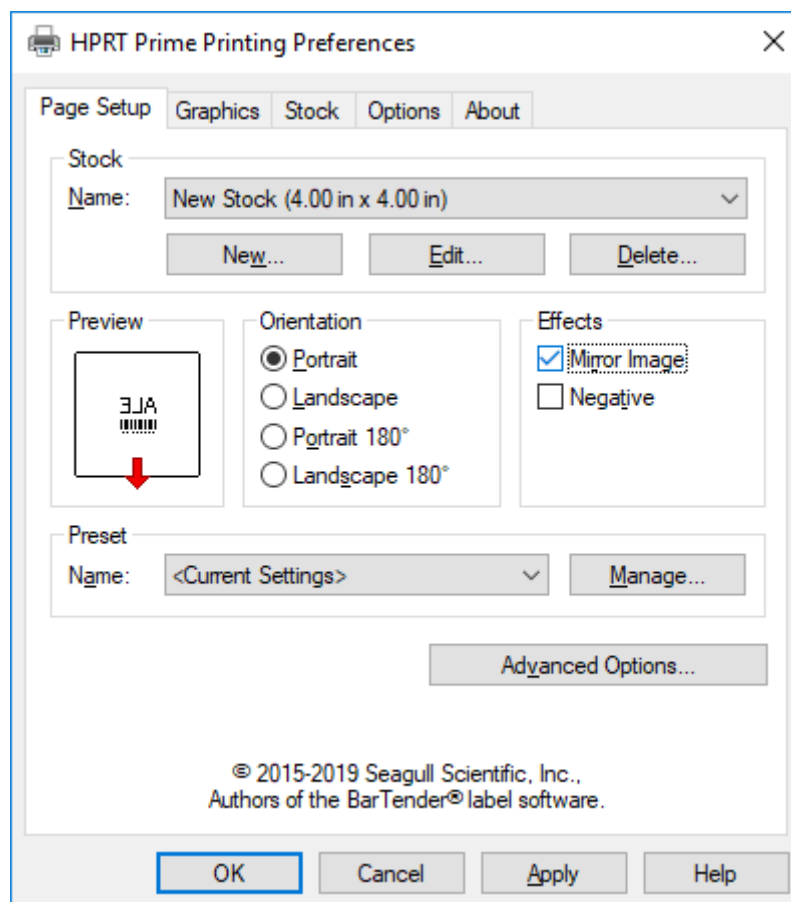 HPRT Prime Printing Preferences
Page Setup Graphics Stock Options About
Stock
Name: New Stock (4.00 in x 4.00 in)
New... Edit... Delete...
Preview Orientation Effects
ALE
Portrait Mirror Image
Landscape Negative
Portrait 180°
Landscape 180°
Preset
Name: <Current Settings> Manage...
Advanced Options...
© 2015-2019 Seagull Scientific, Inc.,
Authors of the BarTender® label software.
OK Cancel Apply Help